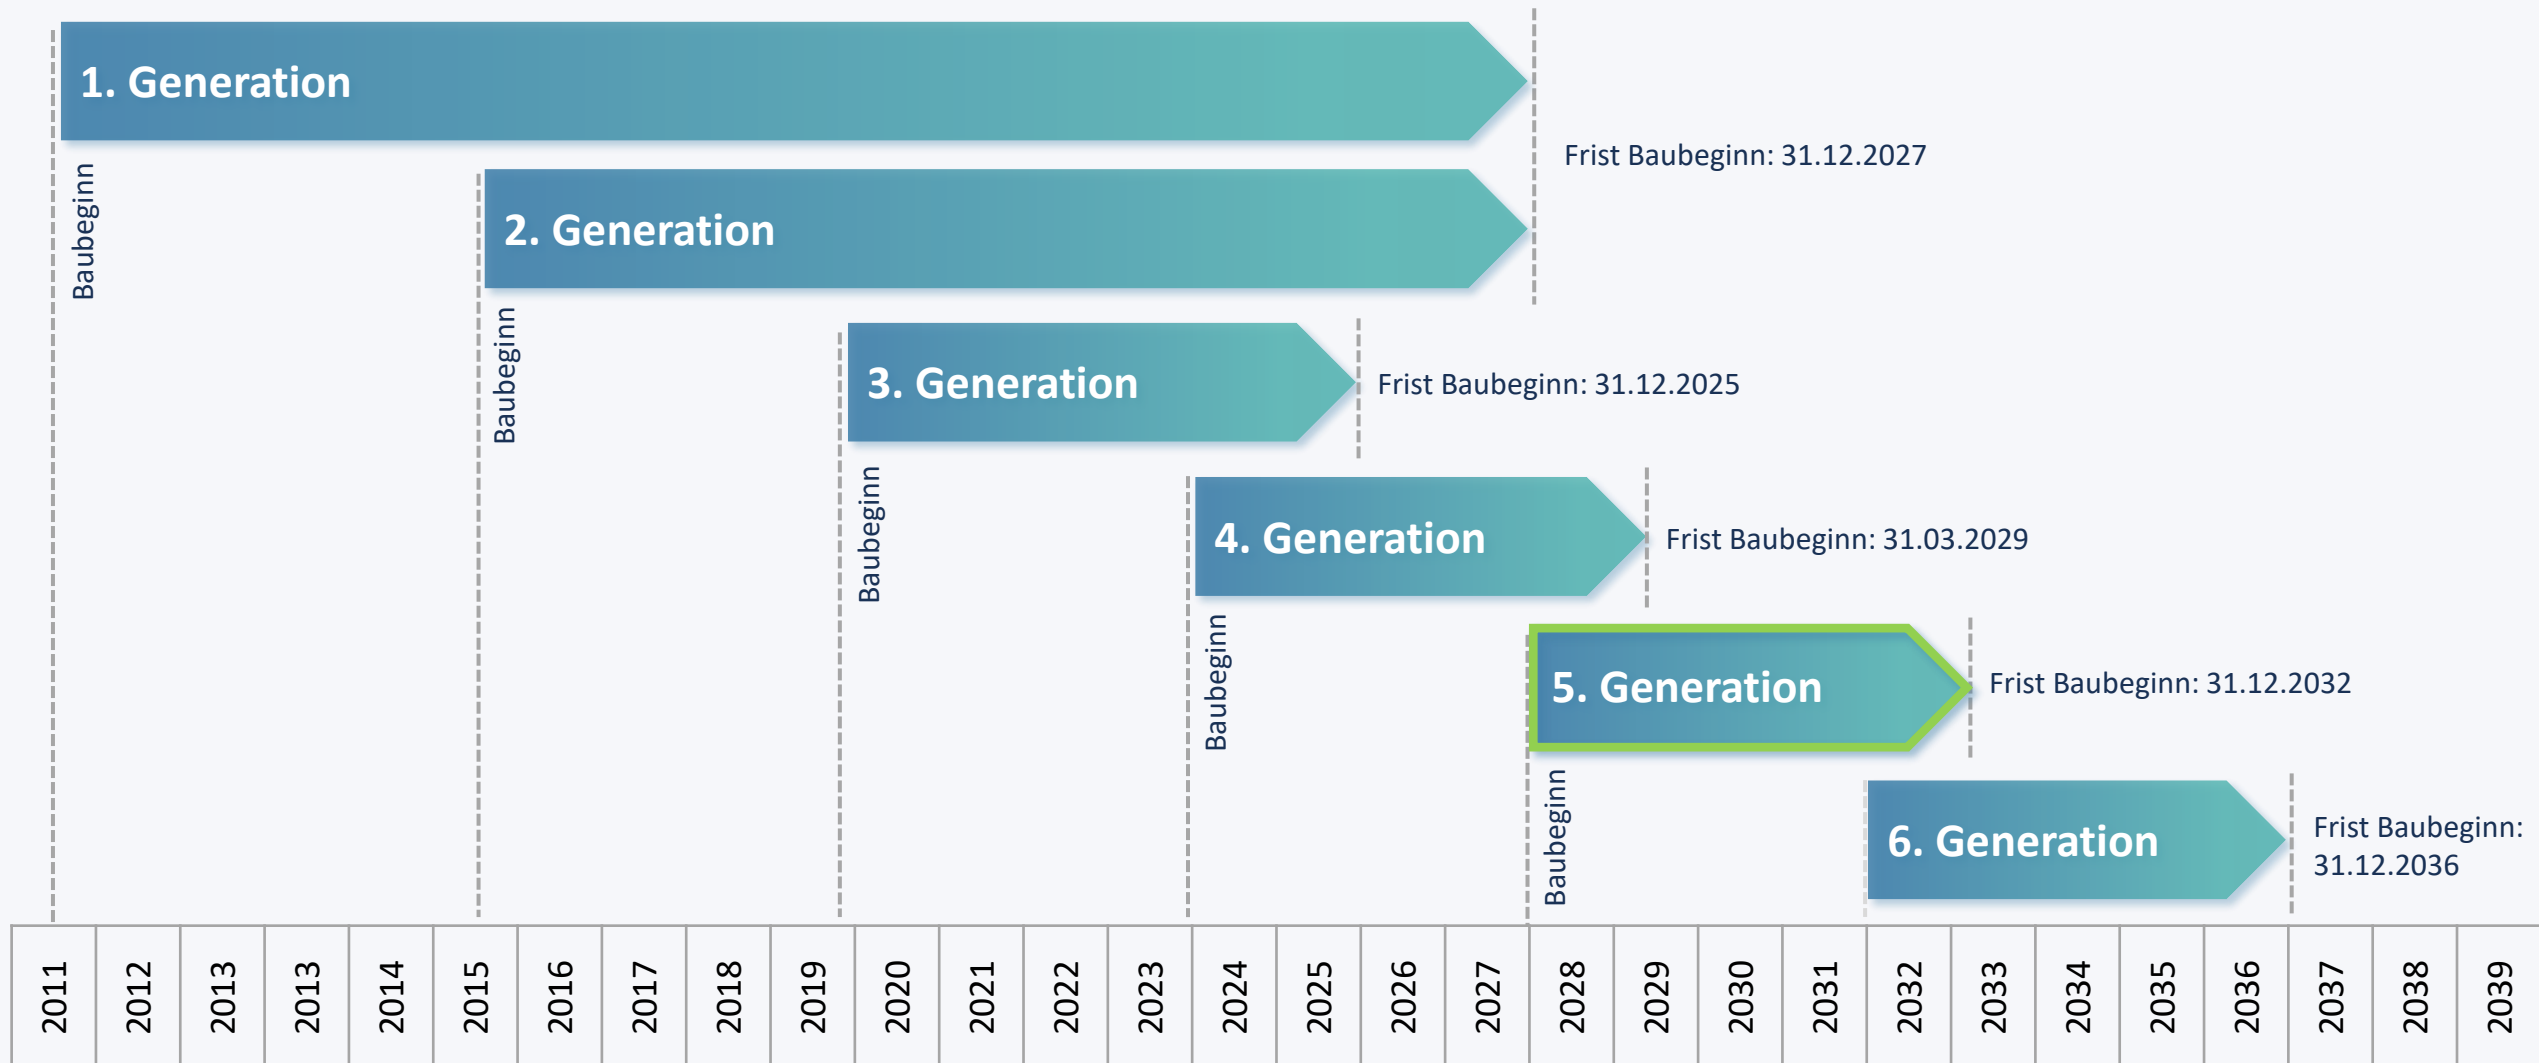 1. Generation
Baubeginn
Frist Baubeginn: 31.12.2027
2. Generation
Baubeginn
3. Generation
Frist Baubeginn: 31.12.2025
Baubeginn
4. Generation
Frist Baubeginn: 31.03.2029
Baubeginn
5. Generation
Frist Baubeginn: 31.12.2032
Baubeginn
6. Generation
Frist Baubeginn:
31.12.2036
2011 2012 2013 2013 2014 2015 2016 2017 2018 2019 2020 2021 2022 2023 2024 2025 2026 2027 2028 2029 2030 2031 2032 2033 2034 2035 2036 2037 2038 2039